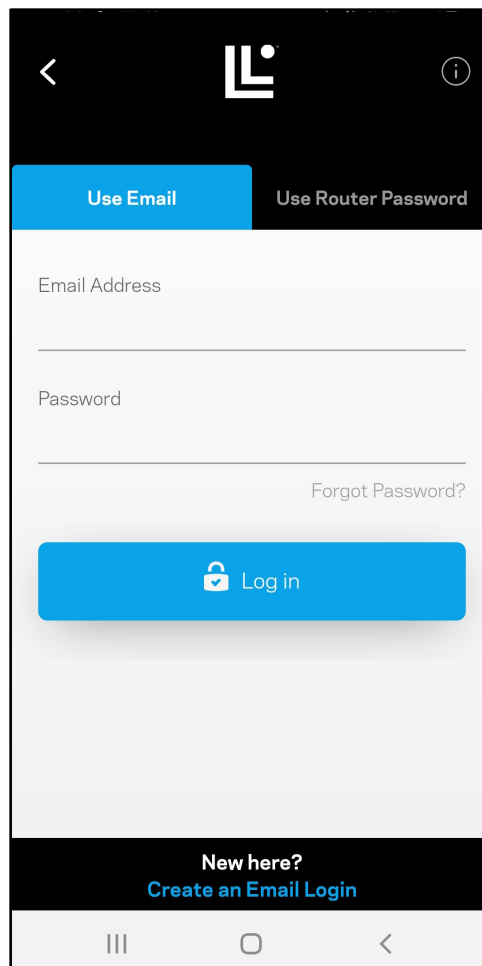 Use Email
Use Router Password
Email Address
Password
Forgot Password?
Log in
New here?
Create an Email Login